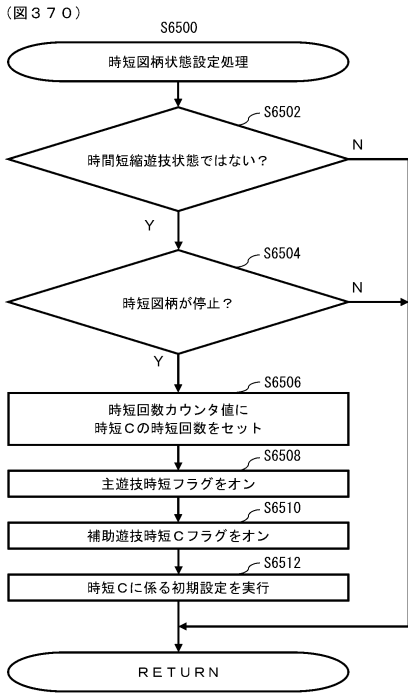 （図３７０）
S6500
時短図柄状態設定処理
S6502
時間短縮遊技状態ではない？
N
Y
S6504
時短図柄が停止？
N
Y
S6506
時短回数カウンタ値に
時短Ｃの時短回数をセット
S6508
主遊技時短フラグをオン
S6510
補助遊技時短Ｃフラグをオン
S6512
時短Ｃに係る初期設定を実行
ＲＥＴＵＲＮ